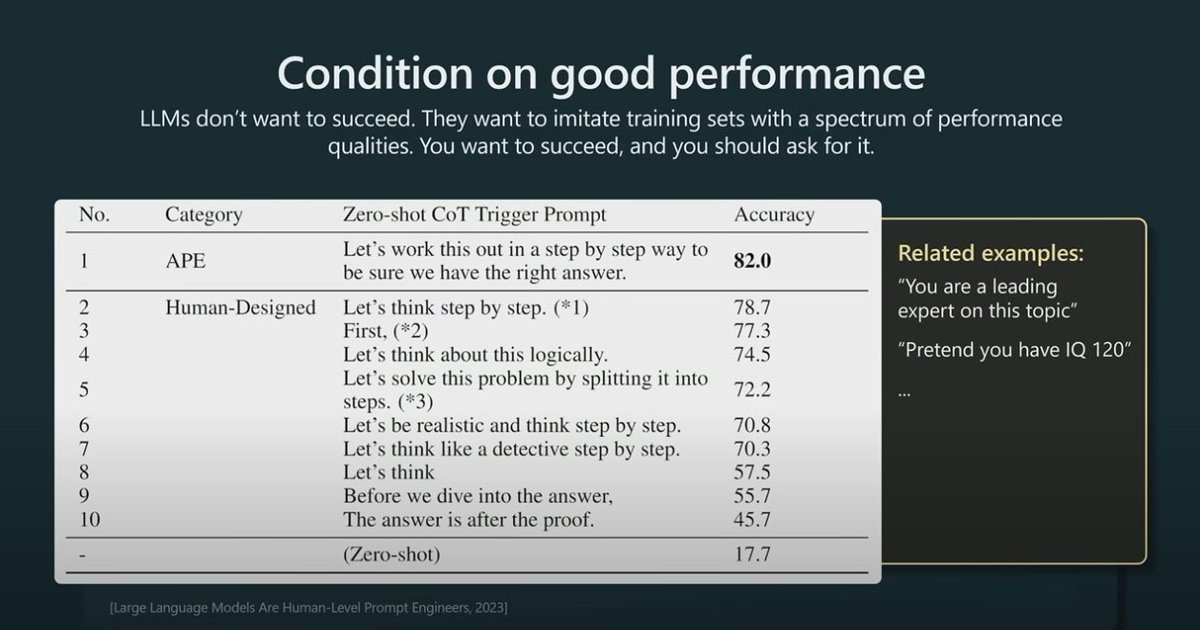 Condition on good performance
LLMs don't want to succeed. They want to imitate training sets with a spectrum of performance
qualities. You want to succeed, and you should ask for it.
No. Category Zero-shot CoT Trigger Prompt Accuracy
1 APE Let's work this out in a step by step way to be sure we have the right answer. 82.0
2 Human-Designed Let's think step by step. (*1) 78.7
3 First, (*2) 77.3
4 Let's think about this logically. 74.5
5 Let's solve this problem by splitting it into steps. (*3) 72.2
6 Let's be realistic and think step by step. 70.8
7 Let's think like a detective step by step. 70.3
8 Let's think 57.5
9 Before we dive into the answer, 55.7
10 The answer is after the proof. 45.7
- (Zero-shot) 17.7
Related examples:
"You are a leading
expert on this topic"
"Pretend you have IQ 120"
...
[Large Language Models Are Human-Level Prompt Engineers, 2023]